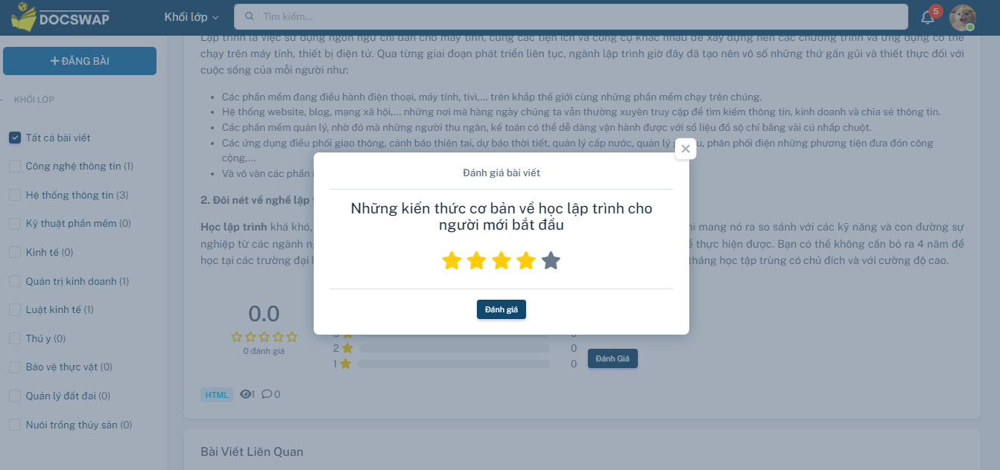 DOCSWAP
Khối lớp
Tìm kiếm...
5
ĐĂNG BÀI
KHỐI LỚP
Tất cả bài viết
Công nghệ thông tin (1)
Hệ thống thông tin (3)
Kỹ thuật phần mềm (0)
Kinh tế (0)
Quản trị kinh doanh (1)
Luật kinh tế (1)
Thú y (0)
Bảo vệ thực vật (0)
Quản lý đất đai (0)
Nuôi trồng thủy sản (0)
Lập trình là việc sử dụng ngôn ngữ chỉ dẫn cho máy tính, cùng các tiện ích và công cụ khác nhau để xây dựng nên các chương trình và ứng dụng có thể
chạy trên máy tính, thiết bị điện tử. Qua từng giai đoạn phát triển liên tục, ngành lập trình giờ đây đã tạo nên vô số những thứ gần gũi và thiết thực đối với
cuộc sống của mỗi người như:
Các phần mềm đang điều hành điện thoại, máy tính, tivi,... trên khắp thế giới cùng những phần mềm chạy trên chúng.
Hệ thống website, blog, mạng xã hội,... những nơi mà hàng ngày chúng ta vẫn thường xuyên truy cập để tìm kiếm thông tin, kinh doanh và chia sẻ thông tin.
Các phần mềm quản lý, nhờ đó mà những người thu ngân, kế toán có thể dễ dàng vận hành được với số liệu đồ sộ chỉ bằng vài cú nhấp chuột.
Các ứng dụng điều phối giao thông, cảnh báo thiên tai, dự báo thời tiết, quản lý cấp nước, quản lý u, phân phối điện những phương tiện đưa đón công
cộng,...
Và vô vàn các phần
2. Đôi nét về nghề lập
Học lập trình khá khó, mang nó ra so sánh với các kỹ năng và con đường sự
nghiệp từ các ngành thực hiện được. Bạn có thể không cần bỏ ra 4 năm để
học tại các trường đại tháng học tập trùng có chủ đích và với cường độ cao.
Đánh giá bài viết
Những kiến thức cơ bản về học lập trình cho
người mới bắt đầu
Đánh giá
0.0
0 đánh giá
2 0
1 0
Đánh Giá
HTML 1 0
Bài Viết Liên Quan